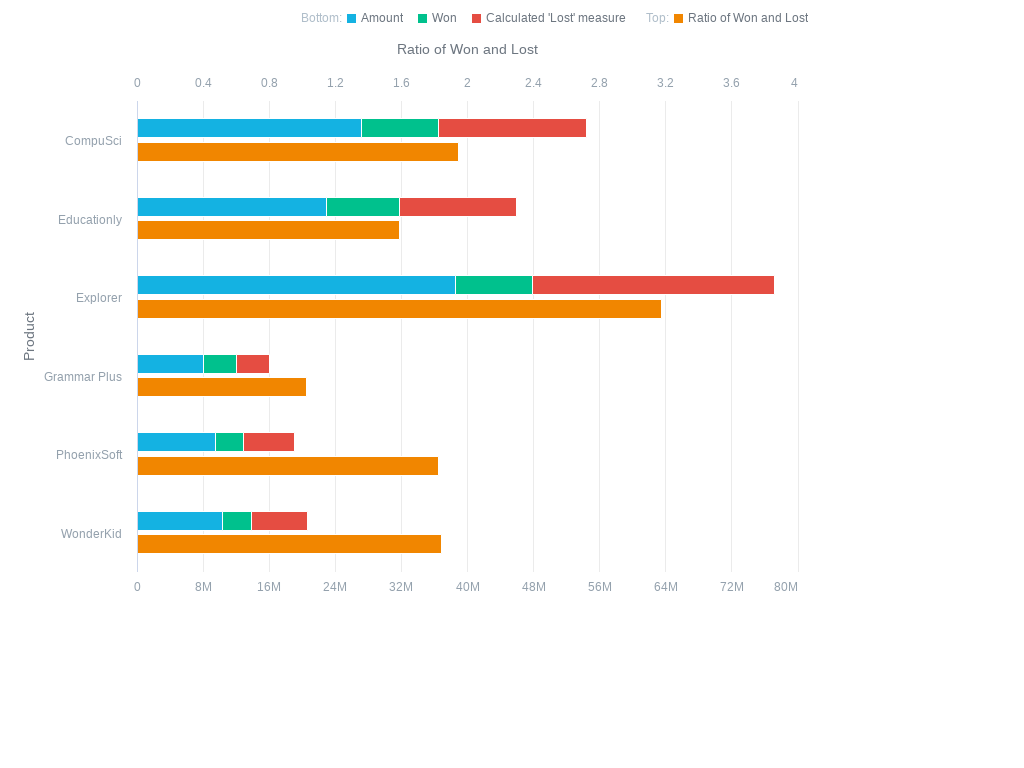 Bottom: Amount Won Calculated 'Lost' measure Top: Ratio of Won and Lost
Ratio of Won and Lost
0 0.4 0.8 1.2 1.6 2 2.4 2.8 3.2 3.6 4
CompuSci
Educationly
Explorer
Product
Grammar Plus
PhoenixSoft
WonderKid
0 8M 16M 24M 32M 40M 48M 56M 64M 72M 80M